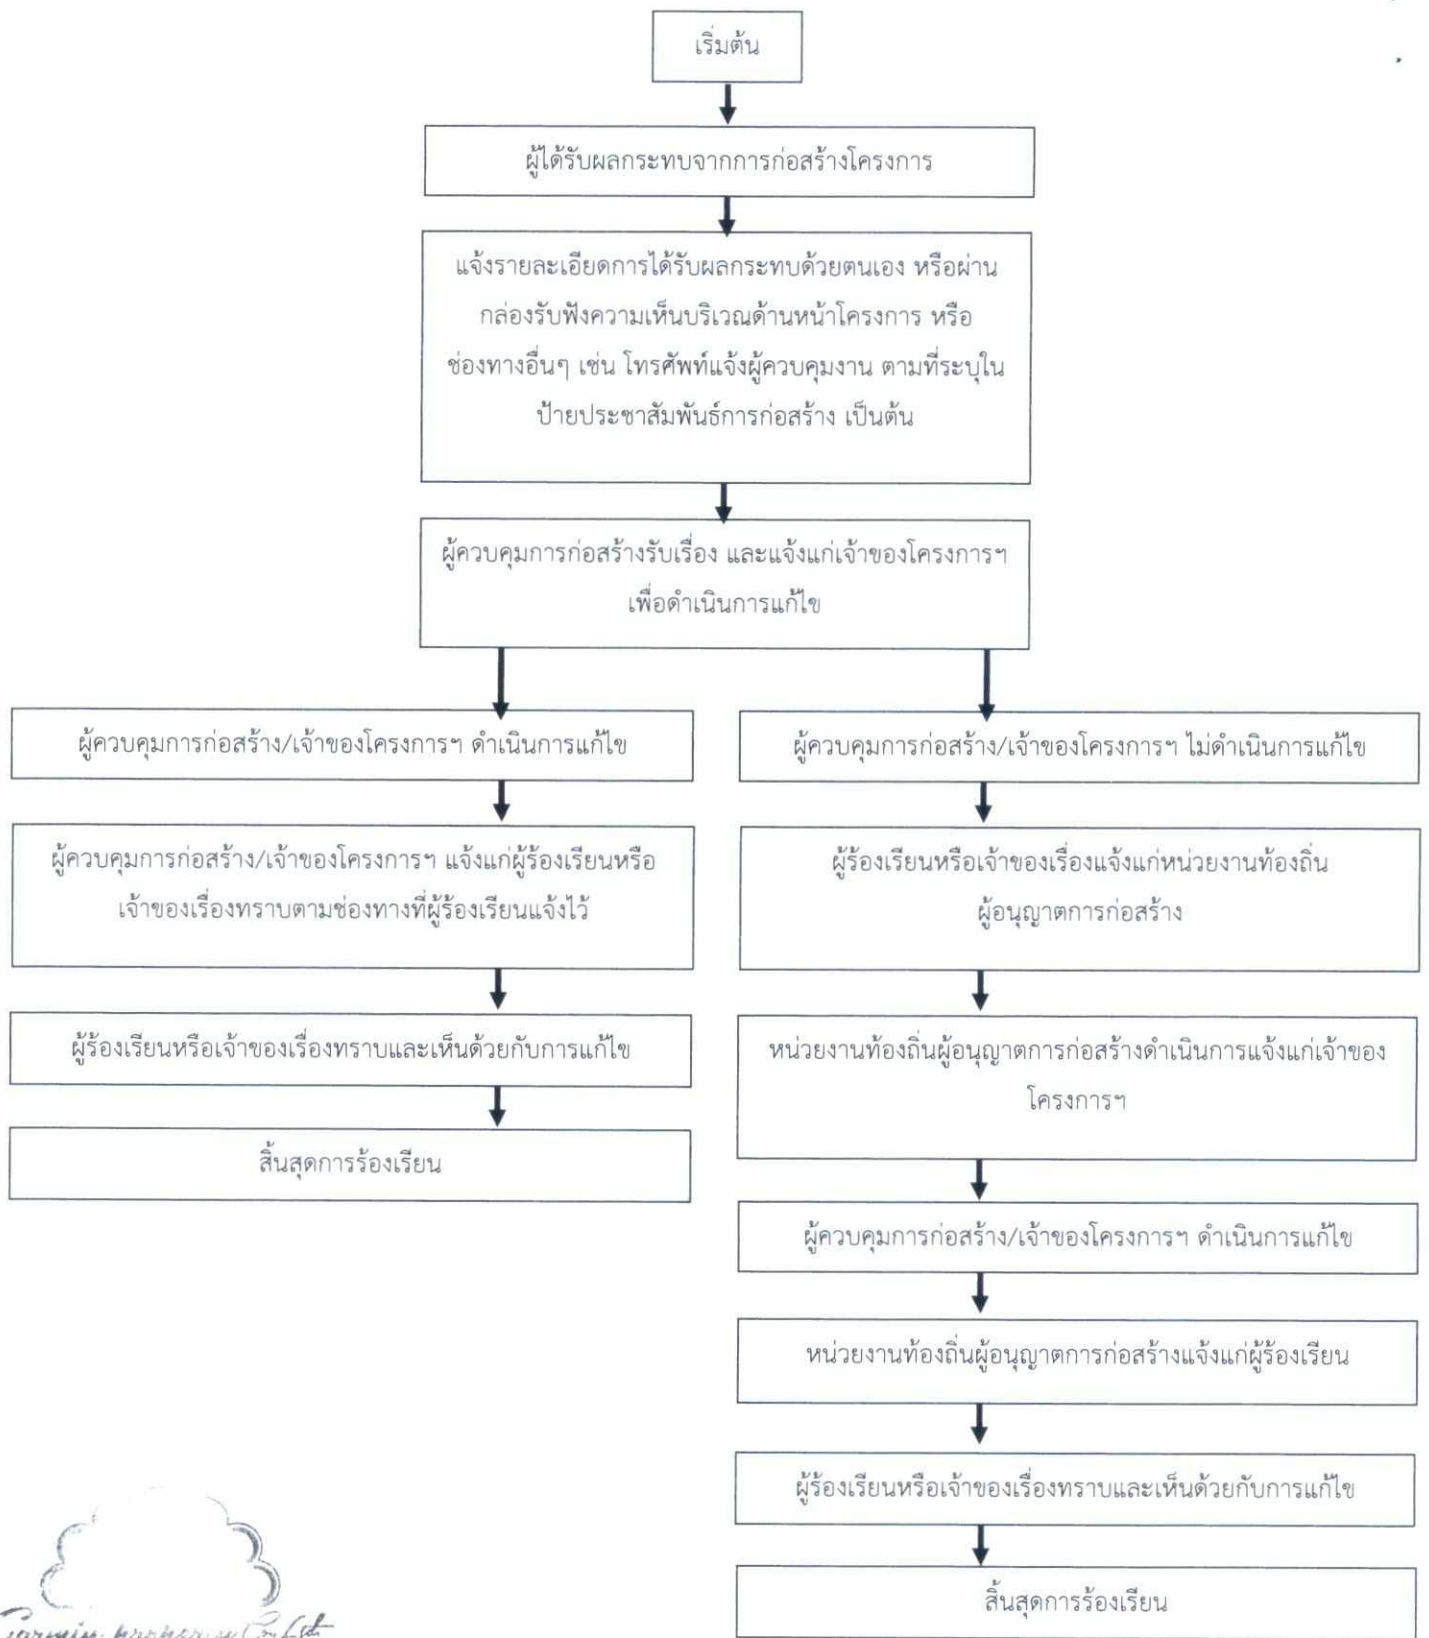 เริ่มต้น
ผู้ได้รับผลกระทบจากการก่อสร้างโครงการ
แจ้งรายละเอียดการได้รับผลกระทบด้วยตนเอง หรือผ่าน
กล่องรับฟังความเห็นบริเวณด้านหน้าโครงการ หรือ
ช่องทางอื่นๆ เช่น โทรศัพท์แจ้งผู้ควบคุมงาน ตามที่ระบุใน
ป้ายประชาสัมพันธ์การก่อสร้าง เป็นต้น
ผู้ควบคุมการก่อสร้างรับเรื่อง และแจ้งแก่เจ้าของโครงการฯ
เพื่อดำเนินการแก้ไข
ผู้ควบคุมการก่อสร้าง/เจ้าของโครงการฯ ดำเนินการแก้ไข
ผู้ควบคุมการก่อสร้าง/เจ้าของโครงการฯ แจ้งแก่ผู้ร้องเรียนหรือ
เจ้าของเรื่องทราบตามช่องทางที่ผู้ร้องเรียนแจ้งไว้
ผู้ร้องเรียนหรือเจ้าของเรื่องทราบและเห็นด้วยกับการแก้ไข
สิ้นสุดการร้องเรียน
ผู้ควบคุมการก่อสร้าง/เจ้าของโครงการฯ ไม่ดำเนินการแก้ไข
ผู้ร้องเรียนหรือเจ้าของเรื่องแจ้งแก่หน่วยงานท้องถิ่น
ผู้อนุญาตการก่อสร้าง
หน่วยงานท้องถิ่นผู้อนุญาตการก่อสร้างดำเนินการแจ้งแก่เจ้าของ
โครงการฯ
ผู้ควบคุมการก่อสร้าง/เจ้าของโครงการฯ ดำเนินการแก้ไข
หน่วยงานท้องถิ่นผู้อนุญาตการก่อสร้างแจ้งแก่ผู้ร้องเรียน
ผู้ร้องเรียนหรือเจ้าของเรื่องทราบและเห็นด้วยกับการแก้ไข
สิ้นสุดการร้องเรียน